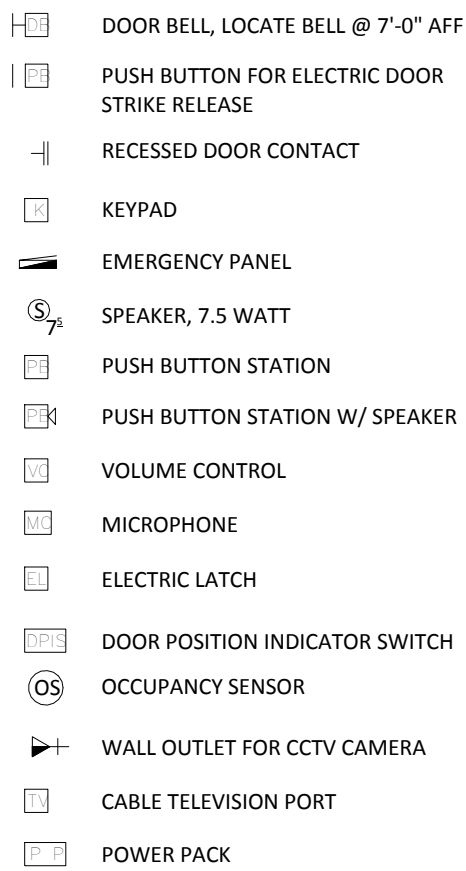 DB DOOR BELL, LOCATE BELL @ 7'-0" AFF
PB PUSH BUTTON FOR ELECTRIC DOOR
STRIKE RELEASE
RECESSED DOOR CONTACT
K KEYPAD
EMERGENCY PANEL
S 7 5 SPEAKER, 7.5 WATT
PB PUSH BUTTON STATION
PB PUSH BUTTON STATION W/ SPEAKER
VC VOLUME CONTROL
MC MICROPHONE
EL ELECTRIC LATCH
DPIS DOOR POSITION INDICATOR SWITCH
OS OCCUPANCY SENSOR
WALL OUTLET FOR CCTV CAMERA
TV CABLE TELEVISION PORT
P P POWER PACK